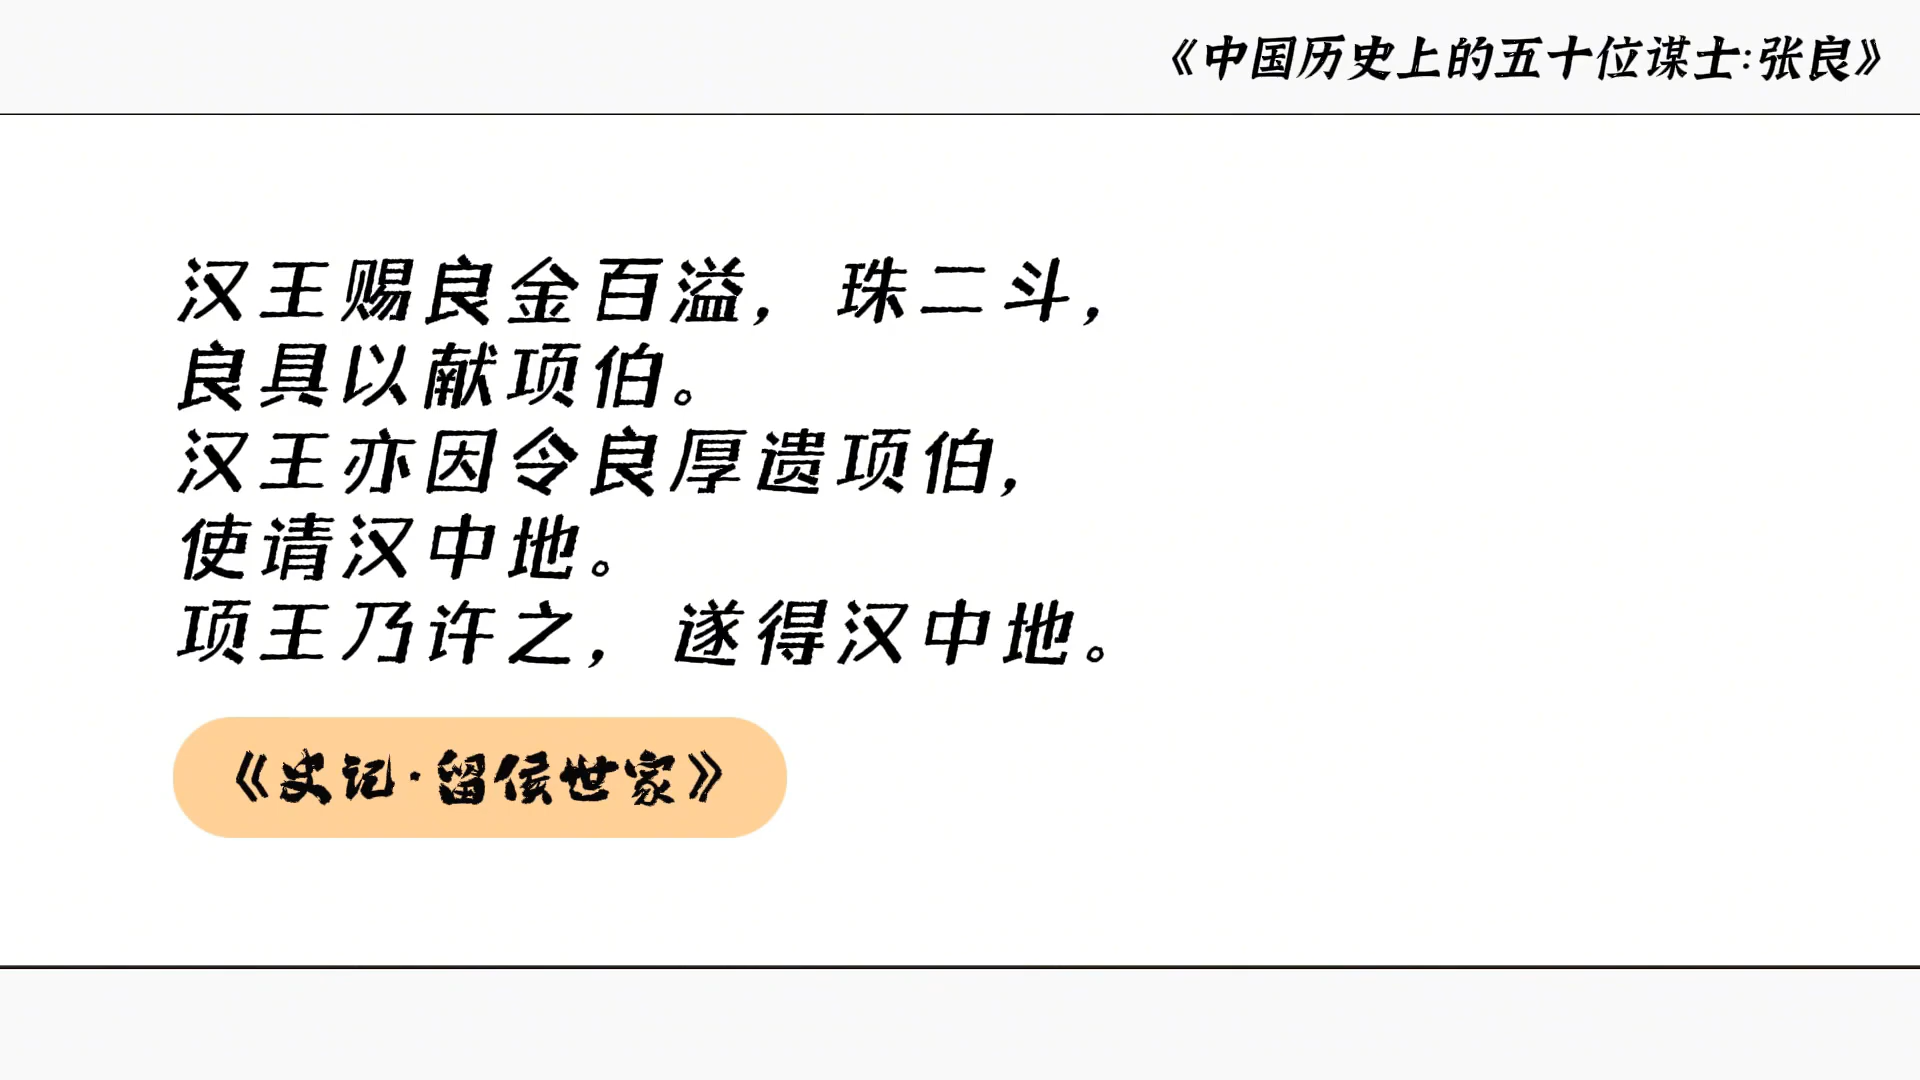 《中国历史上的五十位谋士:张良》
汉王赐良金百溢，珠二斗，
良具以献项伯。
汉王亦因令良厚遗项伯，
使请汉中地。
项王乃许之，遂得汉中地。
《史记·留侯世家》